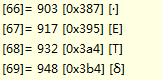 [66]= 903 [0x387] [·]
[67]= 917 [0x395] [Ε]
[68]= 932 [0x3a4] [Τ]
[69]= 948 [0x3b4] [δ]